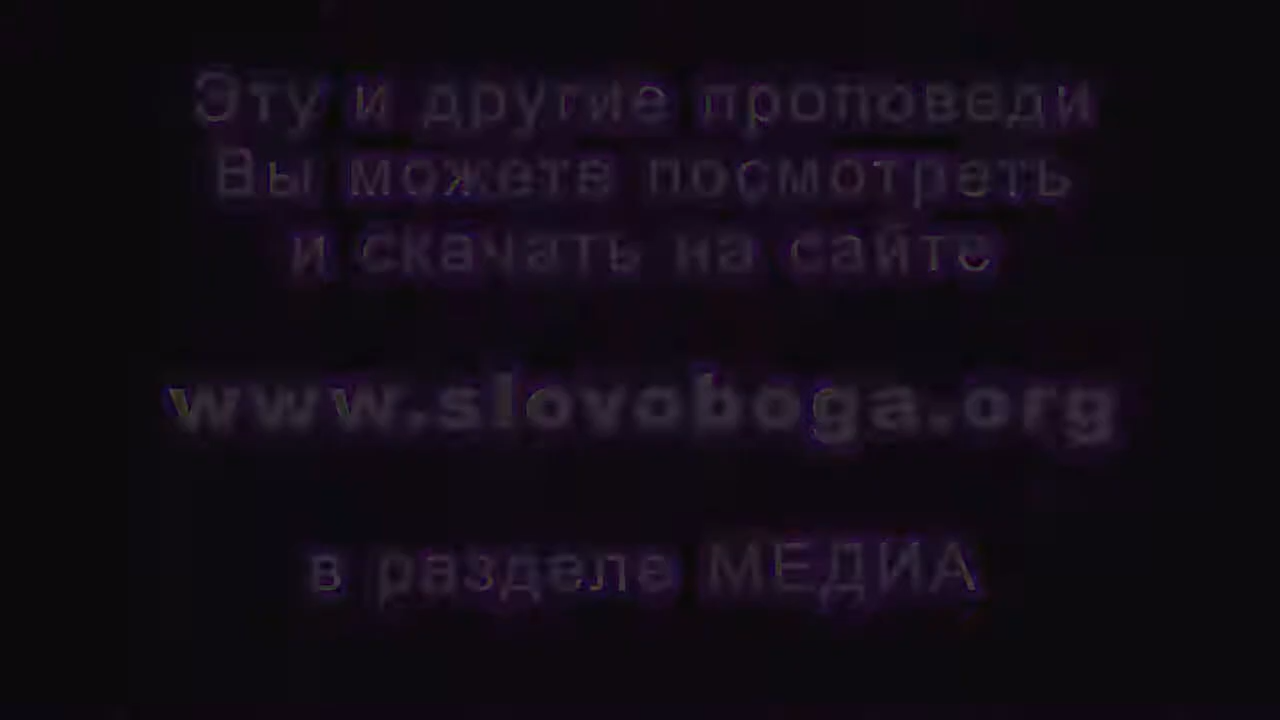 Эту и другие проповеди
Вы можете посмотреть
и скачать на сайте
www.slovoboga.org
в разделе МЕДИА